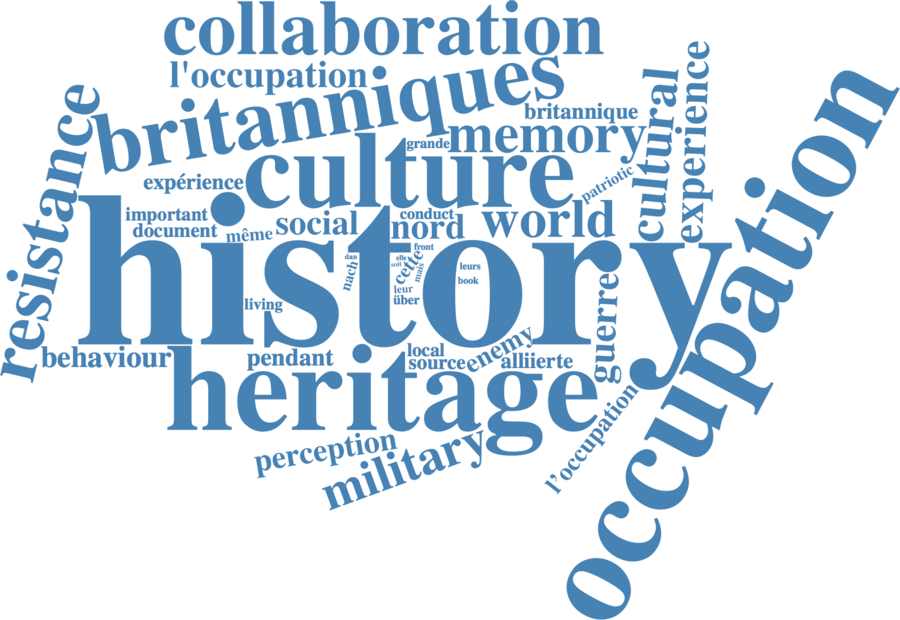 collaboration
l'occupation
britanniques
britannique
cultural
experience
resistance
grande
memory
culture
expérience
patriotic
occupation
important
document
même
social
conduct
nord
world
history
dan
nach
elle
soit
cette
front
mais
leurs
book
leur
über
living
guerre
behaviour
pendant
local
source
enemy
alliierte
heritage
l’occupation
perception
military